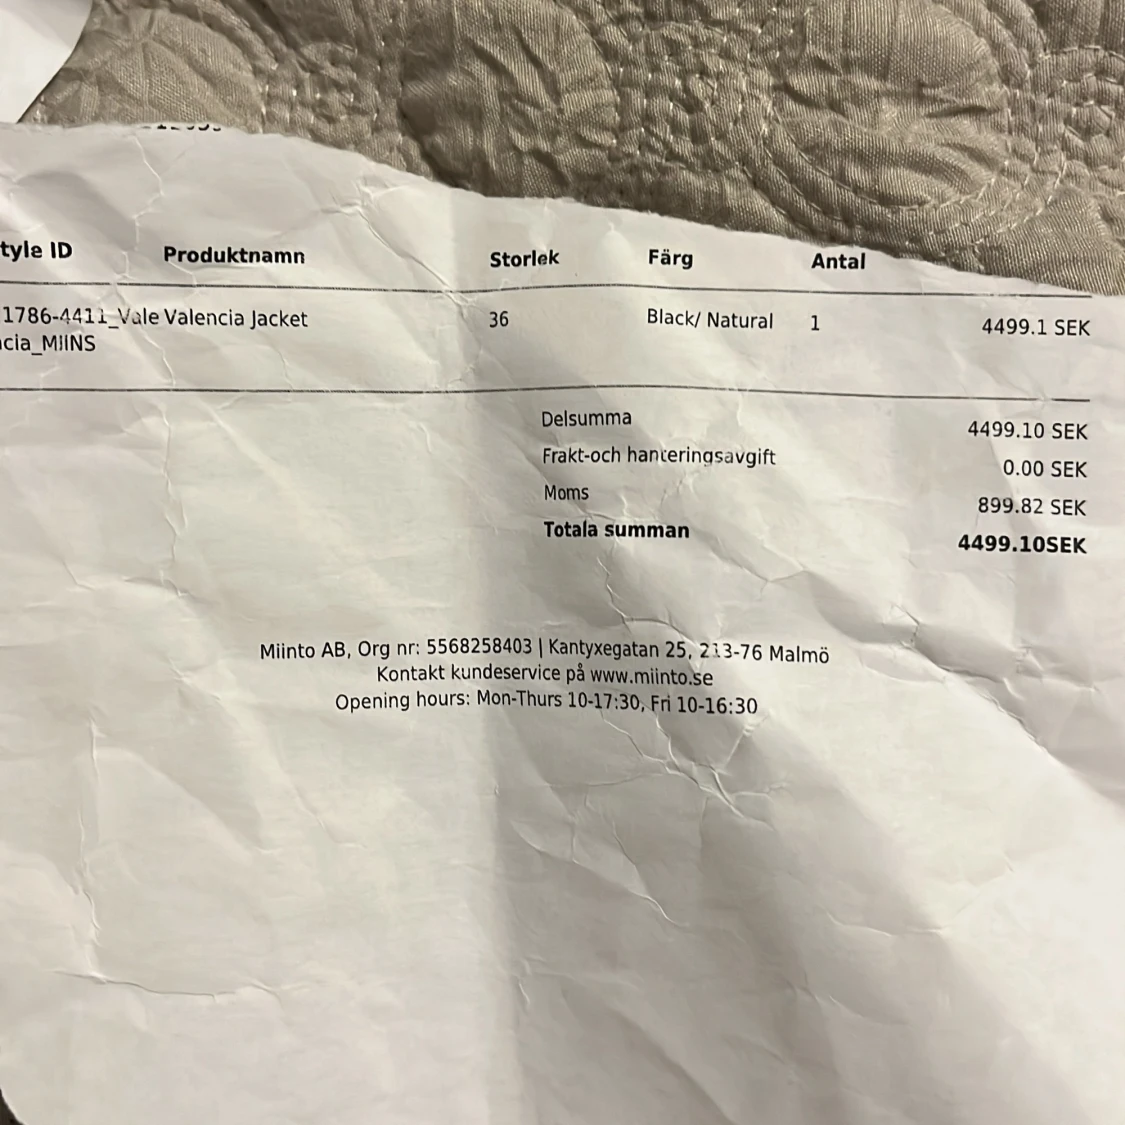 tyle ID Produktnamn Storlek Färg Antal
1786-4411_Vale Valencia Jacket 36 Black/ Natural 1 4499.1 SEK
cia_MIINS
Delsumma 4499.10 SEK
Frakt-och hanteringsavgift 0.00 SEK
Moms 899.82 SEK
Totala summan 4499.10SEK
Miinto AB, Org nr: 5568258403 | Kantyxegatan 25, 213-76 Malmö
Kontakt kundeservice på www.miinto.se
Opening hours: Mon-Thurs 10-17:30, Fri 10-16:30